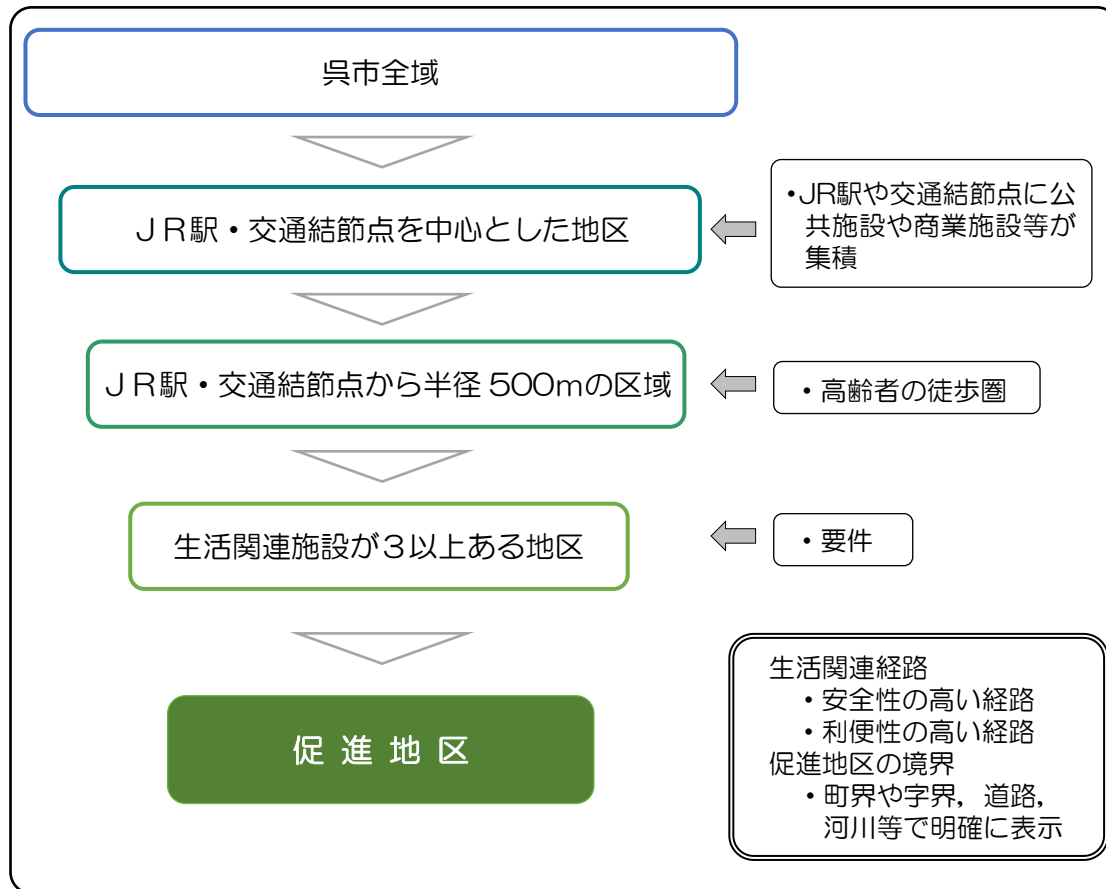 呉市全域
ＪＲ駅・交通結節点を中心とした地区
・JR駅や交通結節点に公
共施設や商業施設等が
集積
ＪＲ駅・交通結節点から半径 500mの区域
・高齢者の徒歩圏
生活関連施設が３以上ある地区
・要件
促 進 地 区
生活関連経路
・安全性の高い経路
・利便性の高い経路
促進地区の境界
・町界や字界，道路，
河川等で明確に表示